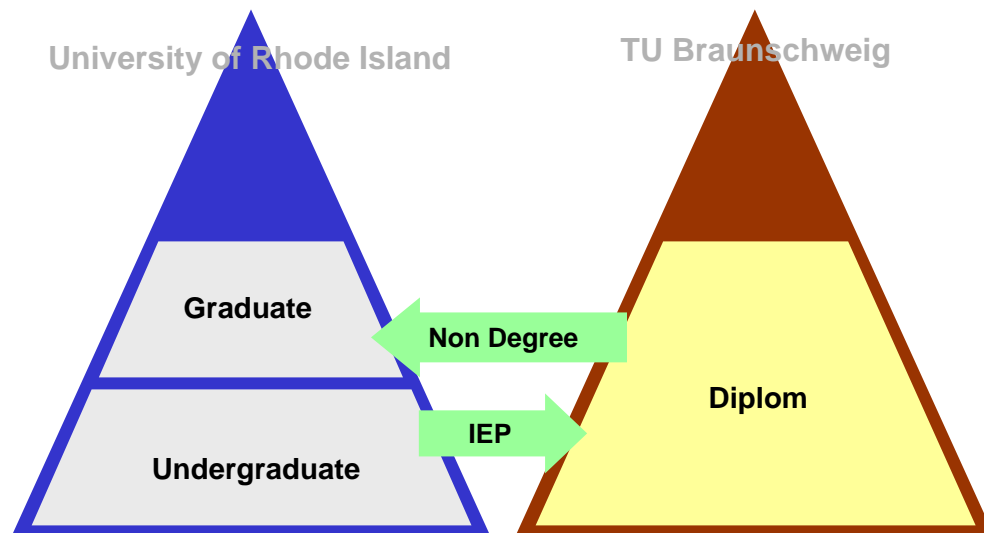 University of Rhode Island
TU Braunschweig
Graduate
Non Degree
Diplom
IEP
Undergraduate